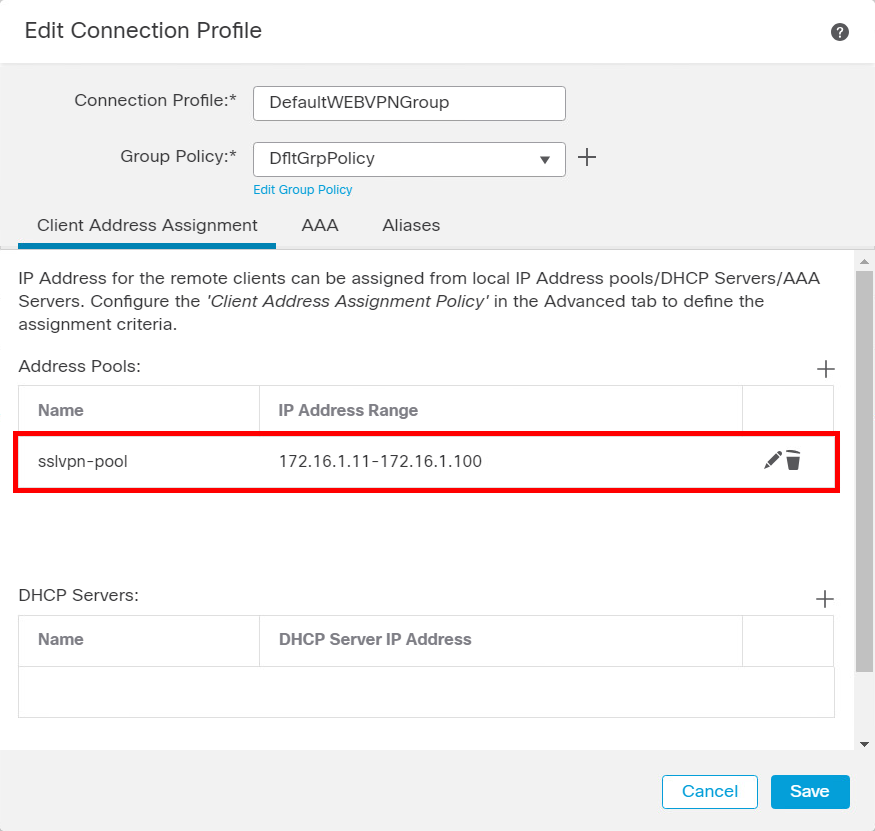 Edit Connection Profile
?
Connection Profile:* DefaultWEBVPNGroup
Group Policy:* DfltGrpPolicy
Edit Group Policy
Client Address Assignment AAA Aliases
IP Address for the remote clients can be assigned from local IP Address pools/DHCP Servers/AAA
Servers. Configure the 'Client Address Assignment Policy' in the Advanced tab to define the
assignment criteria.
Address Pools:
Name IP Address Range
sslvpn-pool 172.16.1.11-172.16.1.100
DHCP Servers:
Name DHCP Server IP Address
Cancel Save